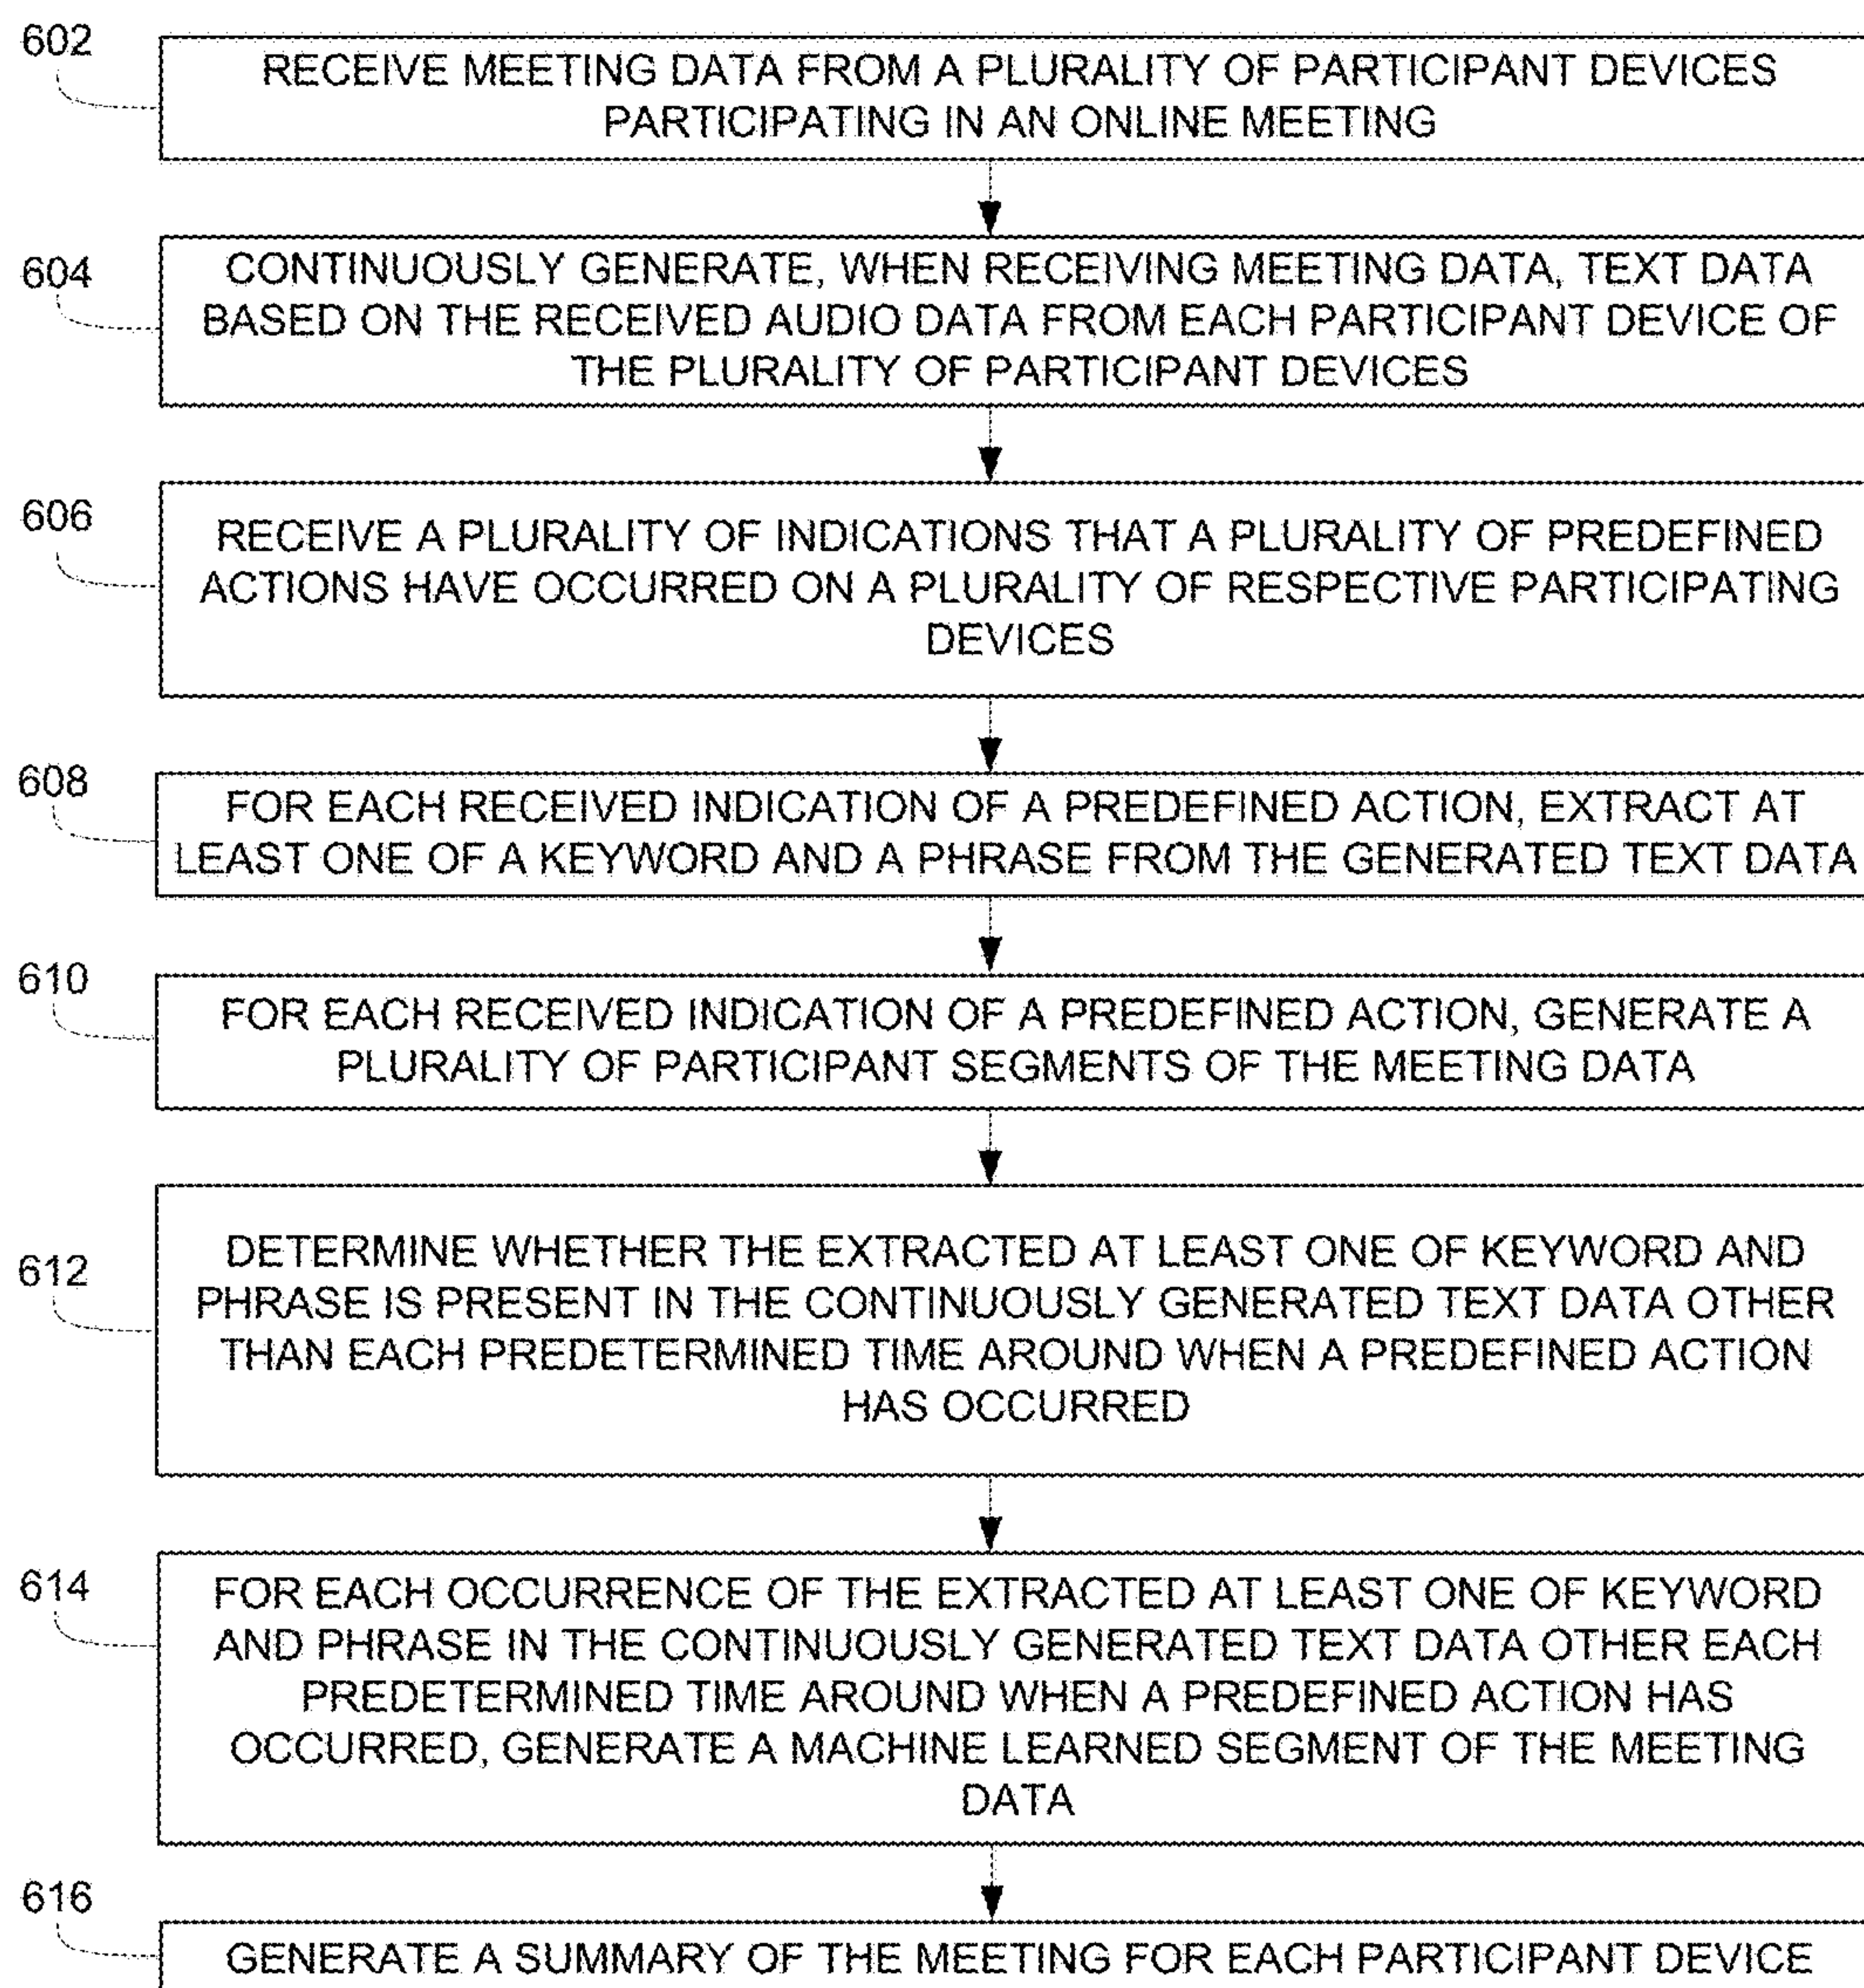 602
RECEIVE MEETING DATA FROM A PLURALITY OF PARTICIPANT DEVICES
PARTICIPATING IN AN ONLINE MEETING
604
CONTINUOUSLY GENERATE, WHEN RECEIVING MEETING DATA, TEXT DATA
BASED ON THE RECEIVED AUDIO DATA FROM EACH PARTICIPANT DEVICE OF
THE PLURALITY OF PARTICIPANT DEVICES
606
RECEIVE A PLURALITY OF INDICATIONS THAT A PLURALITY OF PREDEFINED
ACTIONS HAVE OCCURRED ON A PLURALITY OF RESPECTIVE PARTICIPATING
DEVICES
608
FOR EACH RECEIVED INDICATION OF A PREDEFINED ACTION, EXTRACT AT
LEAST ONE OF A KEYWORD AND A PHRASE FROM THE GENERATED TEXT DATA
610
FOR EACH RECEIVED INDICATION OF A PREDEFINED ACTION, GENERATE A
PLURALITY OF PARTICIPANT SEGMENTS OF THE MEETING DATA
612
DETERMINE WHETHER THE EXTRACTED AT LEAST ONE OF KEYWORD AND
PHRASE IS PRESENT IN THE CONTINUOUSLY GENERATED TEXT DATA OTHER
THAN EACH PREDETERMINED TIME AROUND WHEN A PREDEFINED ACTION
HAS OCCURRED
614
FOR EACH OCCURRENCE OF THE EXTRACTED AT LEAST ONE OF KEYWORD
AND PHRASE IN THE CONTINUOUSLY GENERATED TEXT DATA OTHER EACH
PREDETERMINED TIME AROUND WHEN A PREDEFINED ACTION HAS
OCCURRED, GENERATE A MACHINE LEARNED SEGMENT OF THE MEETING
DATA
616
GENERATE A SUMMARY OF THE MEETING FOR EACH PARTICIPANT DEVICE